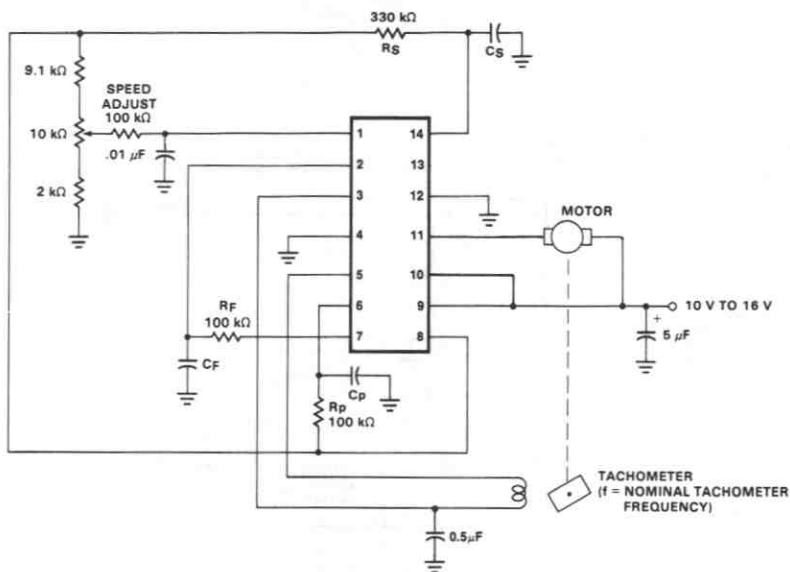 330 kΩ
RS
CS
9.1 kΩ
SPEED
ADJUST
100 kΩ
10 kΩ
.01 µF
2 kΩ
1
2
3
4
5
6
7
14
13
12
11
10
9
8
MOTOR
10 V TO 16 V
+
5 µF
RF
100 kΩ
CF
CP
RP
100 kΩ
TACHOMETER
(f = NOMINAL TACHOMETER
FREQUENCY)
0.5µF